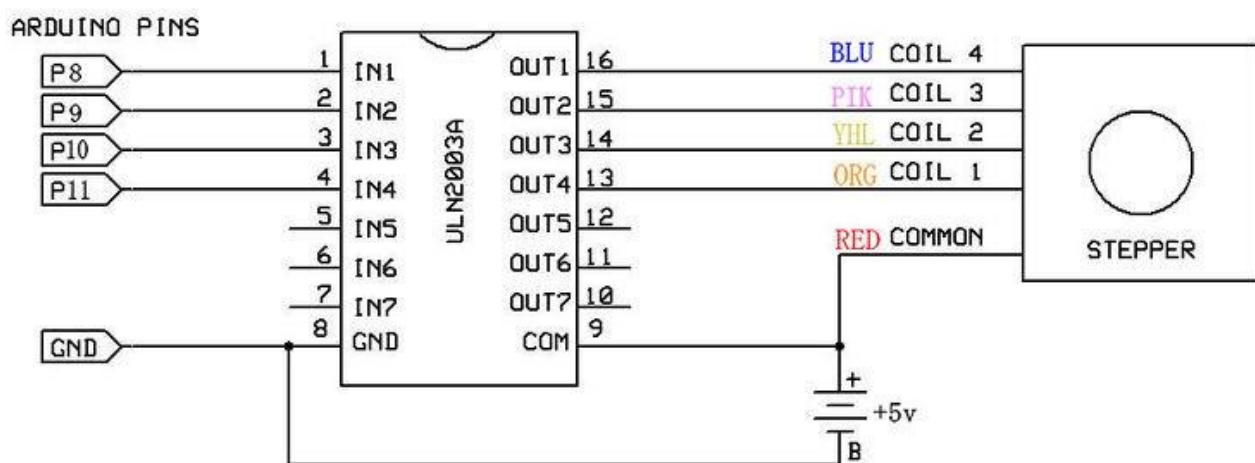 ARDUINO PINS
P8 1 IN1 OUT1 16 BLU COIL 4
P9 2 IN2 OUT2 15 PIK COIL 3
P10 3 IN3 OUT3 14 YHL COIL 2
P11 4 IN4 OUT4 13 ORG COIL 1
5 IN5 OUT5 12
6 IN6 OUT6 11
7 IN7 OUT7 10
GND 8 GND COM 9
ULN2003A
RED COMMON
STEPPER
+
+5v
B